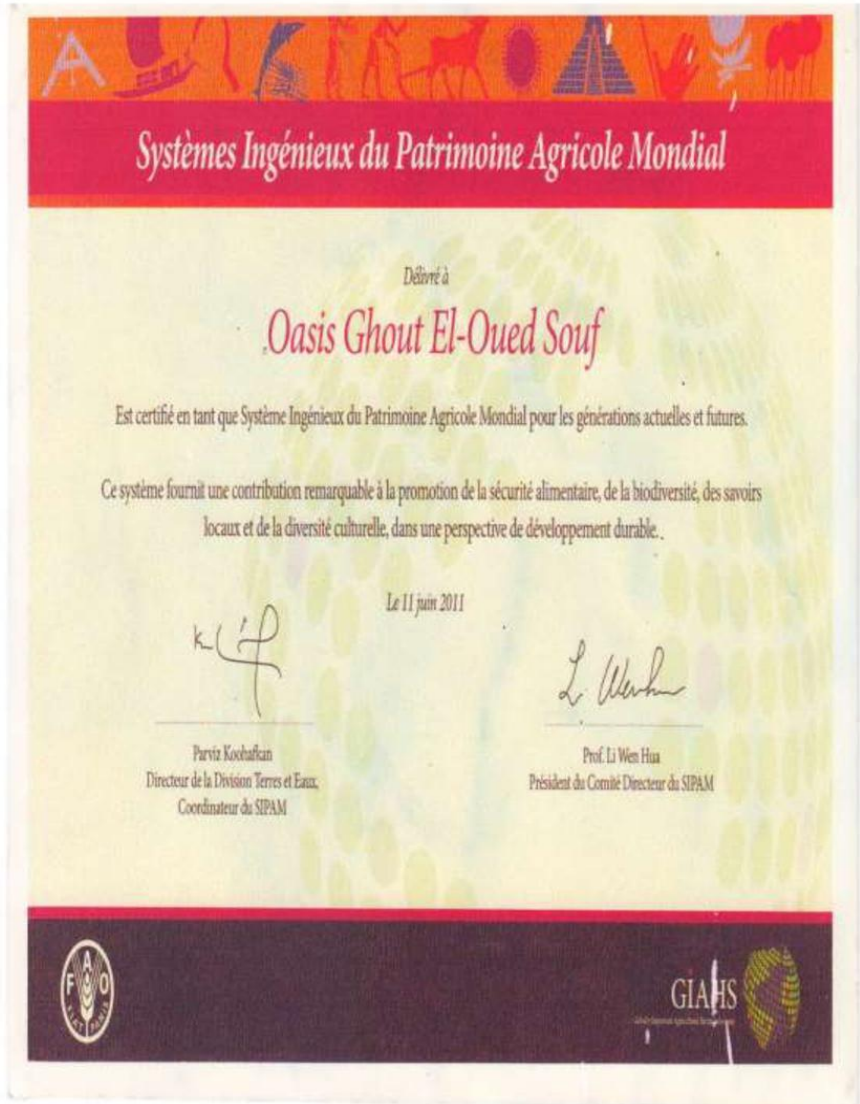 Systèmes Ingénieux du Patrimoine Agricole Mondial
Délivré à
Oasis Ghout El-Oued Souf
Est certifié en tant que Système Ingénieux du Patrimoine Agricole Mondial pour les générations actuelles et futures.
Ce système fournit une contribution remarquable à la promotion de la sécurité alimentaire, de la biodiversité, des savoirs
locaux et de la diversité culturelle, dans une perspective de développement durable.
Le 11 juin 2011
L. Wenhua
Parviz Koohafkan
Directeur de la Division Terres et Eaux,
Coordinateur du SIPAM
Prof. Li Wen Hua
Président du Comité Directeur du SIPAM
FAO
FIAT PANIS
GIAHS